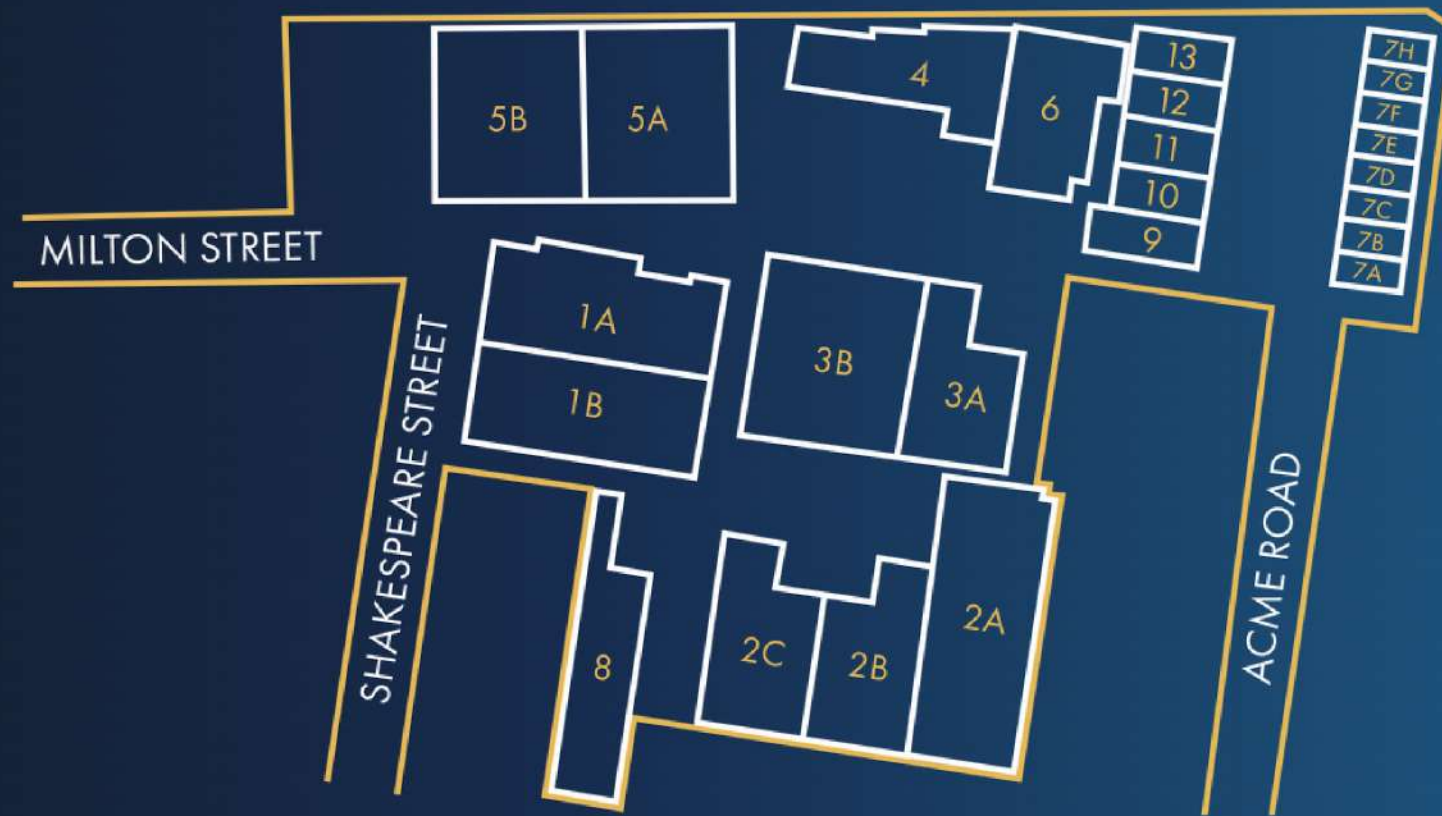 5B
5A
4
6
13
12
11
10
9
7H
7G
7F
7E
7D
7C
7B
7A
MILTON STREET
1A
1B
3B
3A
SHAKESPEARE STREET
8
2C
2B
2A
ACME ROAD